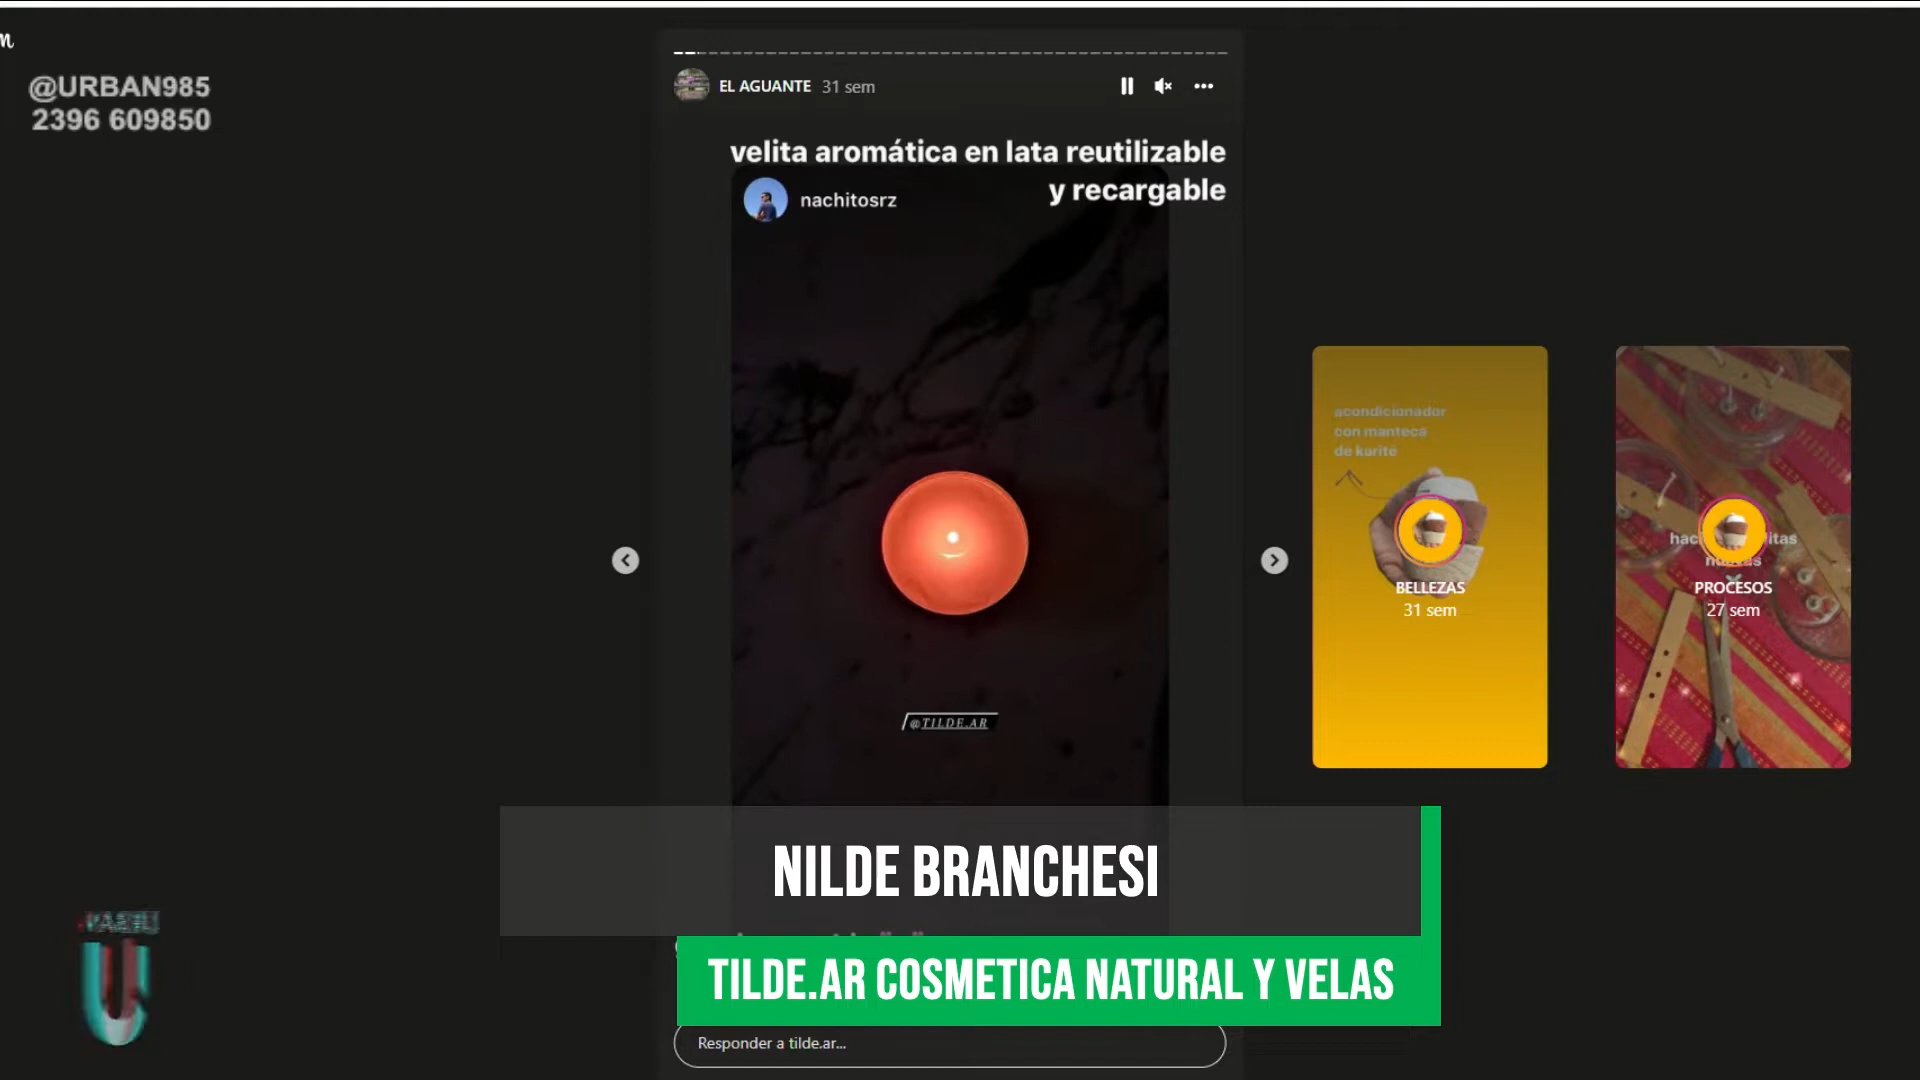 @URBAN985
2396 609850
EL AGUANTE 31 sem
velita aromática en lata reutilizable
y recargable
nachitosrz
@TILDE.AR
acondicionador
con manteca
de karité
BELLEZAS
31 sem
PROCESOS
27 sem
NILDE BRANCHESI
TILDE.AR COSMETICA NATURAL Y VELAS
Responder a tilde.ar...